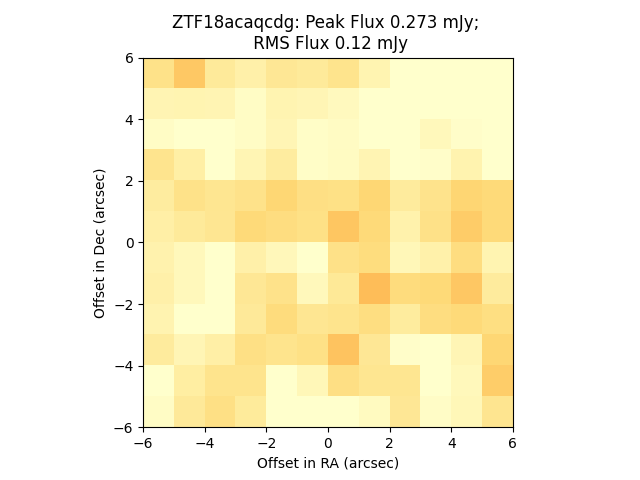 ZTF18acaqcdg: Peak Flux 0.273 mJy;
RMS Flux 0.12 mJy
6
4
2
0
−2
−4
−6
Offset in Dec (arcsec)
−6 −4 −2 0 2 4 6
Offset in RA (arcsec)